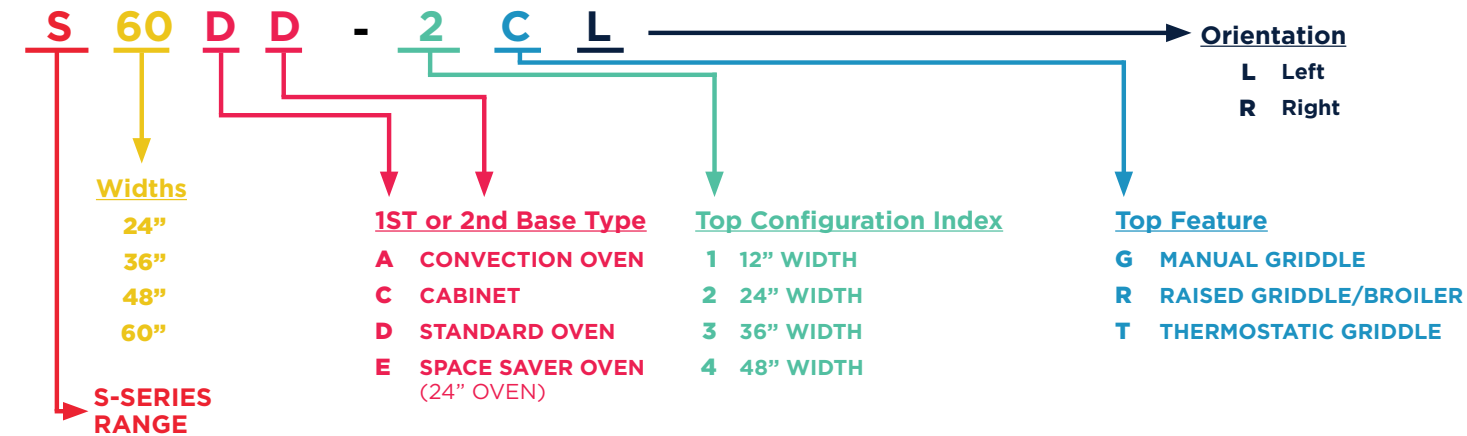 S 60 D D - 2 C L
Orientation
L Left
R Right
Widths
24”
36”
48”
60”
S-SERIES
RANGE
1ST or 2nd Base Type
A CONVECTION OVEN
C CABINET
D STANDARD OVEN
E SPACE SAVER OVEN
(24” OVEN)
Top Configuration Index
1 12” WIDTH
2 24” WIDTH
3 36” WIDTH
4 48” WIDTH
Top Feature
G MANUAL GRIDDLE
R RAISED GRIDDLE/BROILER
T THERMOSTATIC GRIDDLE